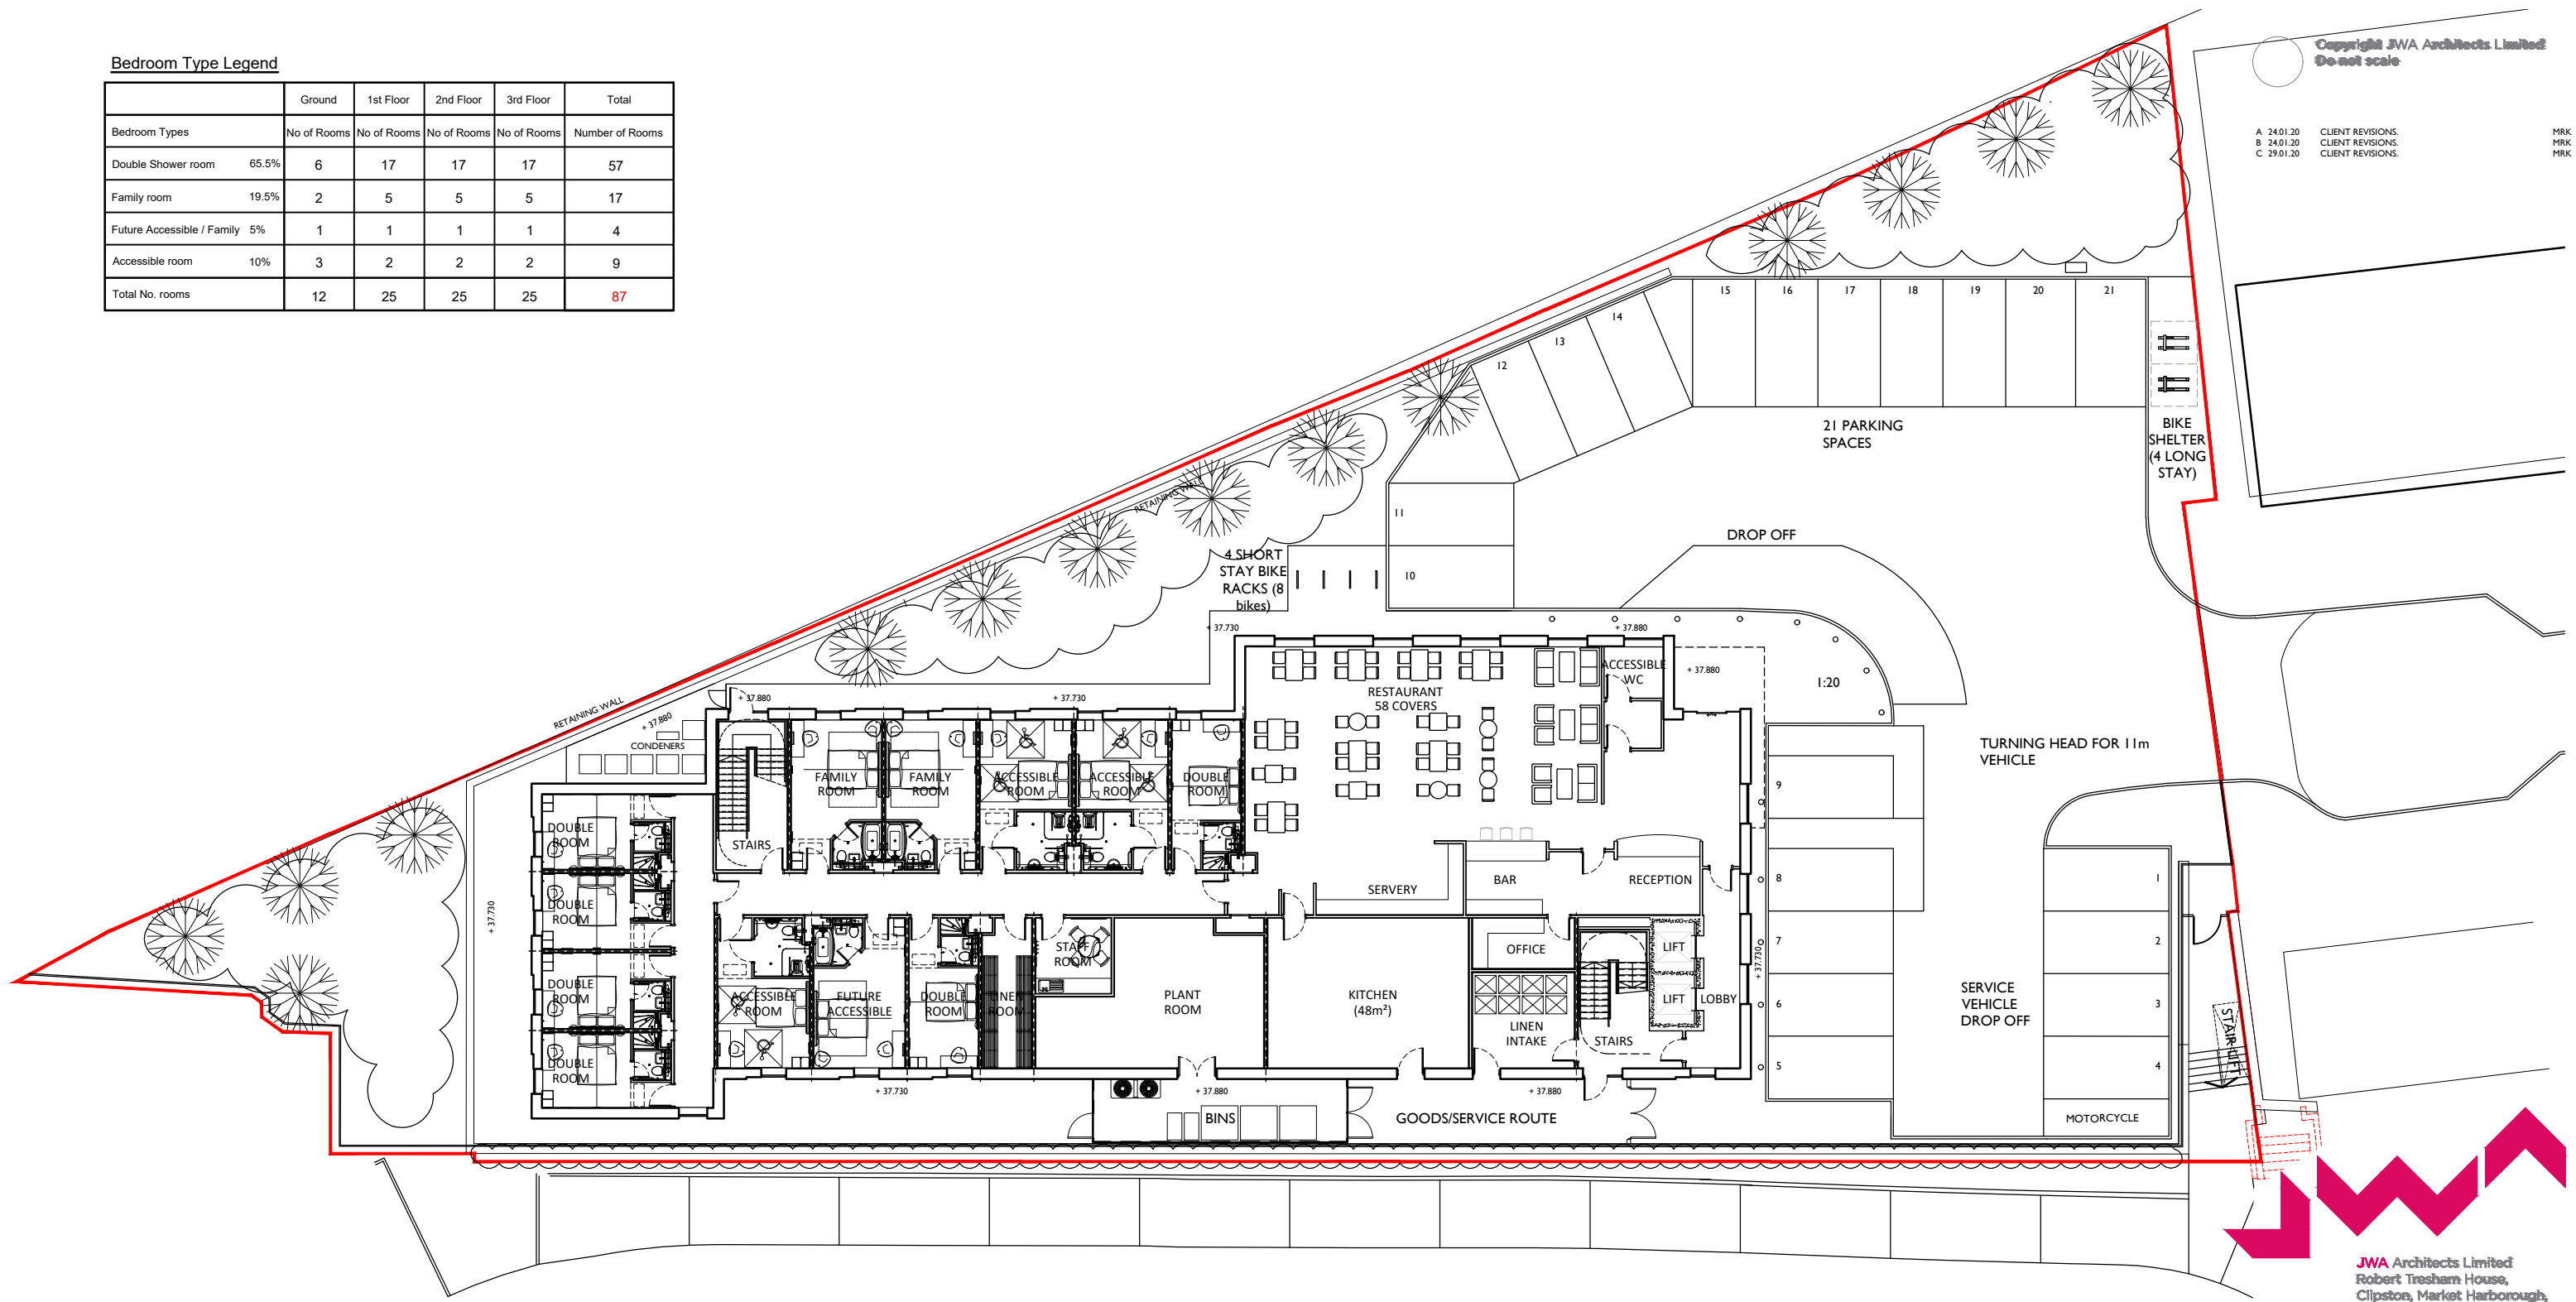 Bedroom Type Legend
Ground 1st Floor 2nd Floor 3rd Floor Total
Bedroom Types No of Rooms No of Rooms No of Rooms No of Rooms Number of Rooms
Double Shower room 65.5% 6 17 17 17 57
Family room 19.5% 2 5 5 5 17
Future Accessible / Family 5% 1 1 1 1 4
Accessible room 10% 3 2 2 2 9
Total No. rooms 12 25 25 25 87
Copyright JWA Architects Limited
Do not scale
A 24.01.20 CLIENT REVISIONS. MRK
B 24.01.20 CLIENT REVISIONS. MRK
C 29.01.20 CLIENT REVISIONS. MRK
15 16 17 18 19 20 21
14
13
12
21 PARKING
SPACES
BIKE
SHELTER
(4 LONG
STAY)
RETAINING WALL
11
DROP OFF
4 SHORT
STAY BIKE
RACKS (8
bikes)
10
+ 37.730
+ 37.880
+ 37.880
1:20
RETAINING WALL
+ 37.880
+ 37.880
+ 37.730
CONDENERS
RESTAURANT
58 COVERS
ACCESSIBLE
WC
TURNING HEAD FOR 11m
VEHICLE
FAMILY
ROOM
FAMILY
ROOM
ACCESSIBLE
ROOM
ACCESSIBLE
ROOM
DOUBLE
ROOM
9
DOUBLE
ROOM
STAIRS
SERVERY
BAR
RECEPTION
8
1
DOUBLE
ROOM
+ 37.730
STAFF
ROOM
OFFICE
LIFT
7
2
+ 37.730
DOUBLE
ROOM
ACCESSIBLE
ROOM
FUTURE
ACCESSIBLE
DOUBLE
ROOM
LINEN
ROOM
PLANT
ROOM
KITCHEN
(48m²)
LIFT
LOBBY
6
SERVICE
VEHICLE
DROP OFF
3
LINEN
INTAKE
STAIRS
STAIR LIFT
DOUBLE
ROOM
5
4
+ 37.730
+ 37.880
+ 37.880
BINS
GOODS/SERVICE ROUTE
MOTORCYCLE
JWA
JWA Architects Limited
Robert Tresham House,
Clipston, Market Harborough,